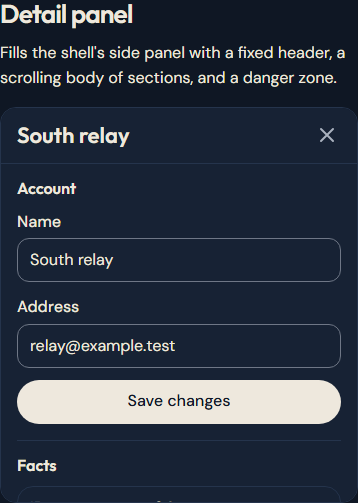 Detail panel
Fills the shell's side panel with a fixed header, a
scrolling body of sections, and a danger zone.
South relay
Account
Name
South relay
Address
relay@example.test
Save changes
Facts